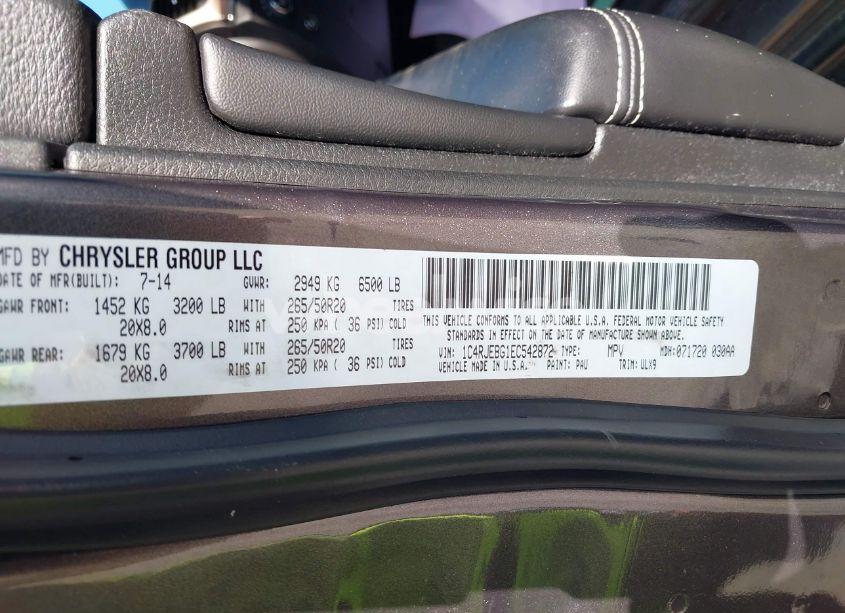 MFD BY CHRYSLER GROUP LLC
DATE OF MFR(BUILT): 7-14 GVWR: 2949 KG 6500 LB
GAWR FRONT: 1452 KG 3200 LB WITH 265/50R20 TIRES
20X8.0 RIMS AT 250 KPA ( 36 PSI) COLD
GAWR REAR: 1679 KG 3700 LB WITH 265/50R20 TIRES
20X8.0 RIMS AT 250 KPA ( 36 PSI) COLD
THIS VEHICLE CONFORMS TO ALL APPLICABLE U.S.A. FEDERAL MOTOR VEHICLE SAFETY
STANDARDS IN EFFECT ON THE DATE OF MANUFACTURE SHOWN ABOVE.
VIN: 1C4RJEBG1EC542872 TYPE: MPV MDH: 071720 030AA
VEHICLE MADE IN U.S.A. PAINT: PAU TRIM: ULX9